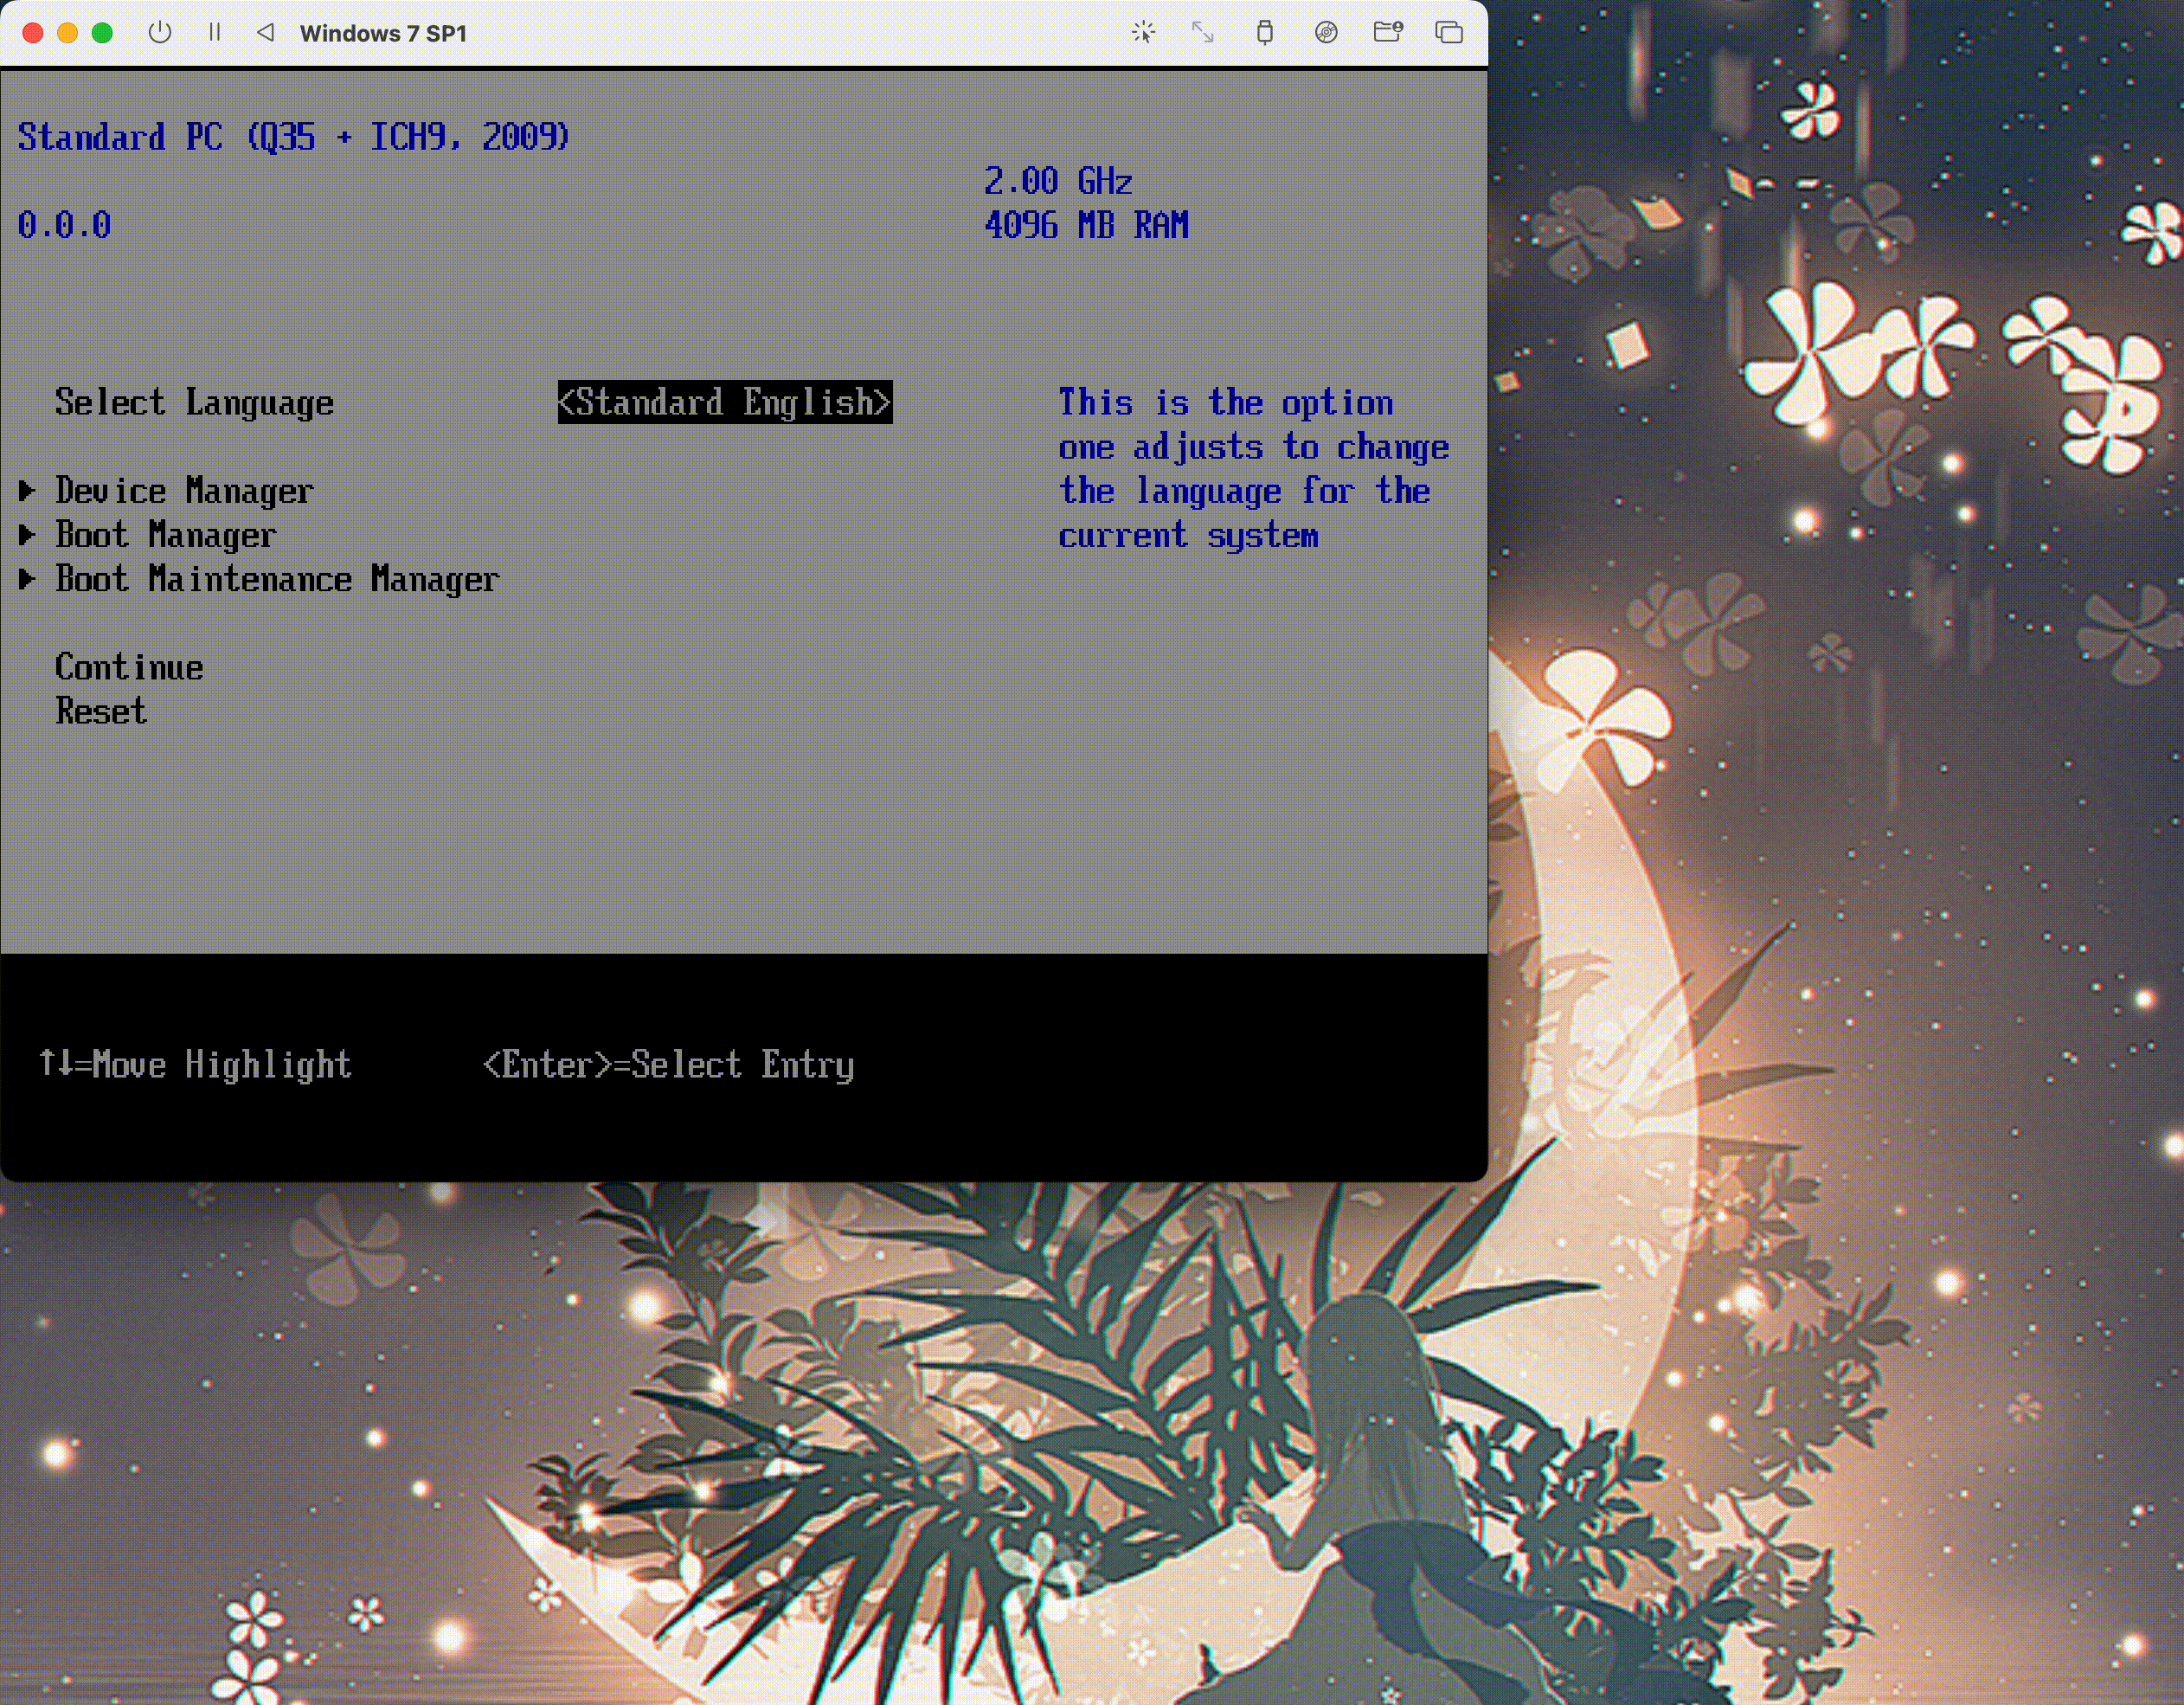 Windows 7 SP1
Standard PC (Q35 + ICH9, 2009)
2.00 GHz
0.0.0 4096 MB RAM
Select Language <Standard English> This is the option
one adjusts to change
▶ Device Manager the language for the
▶ Boot Manager current system
▶ Boot Maintenance Manager
Continue
Reset
↑↓=Move Highlight <Enter>=Select Entry